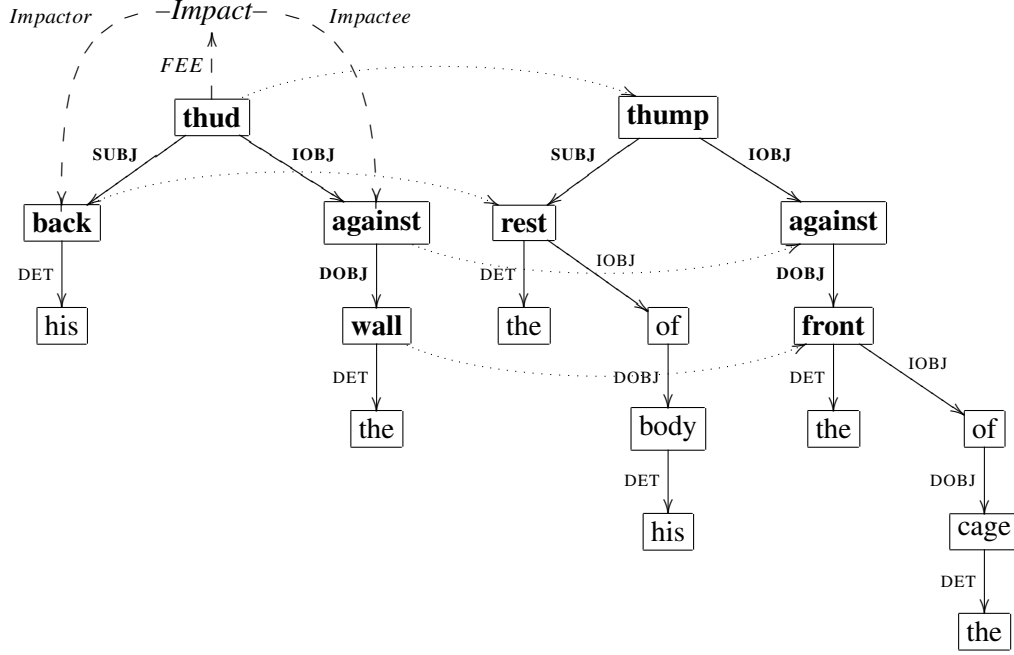 Impactor –Impact– Impactee
FEE
thud thump
SUBJ IOBJ SUBJ IOBJ
back against rest against
DET DOBJ DET IOBJ DOBJ
his wall the of front
DET DOBJ DET IOBJ
the body the of
DET DOBJ
his cage
DET
the